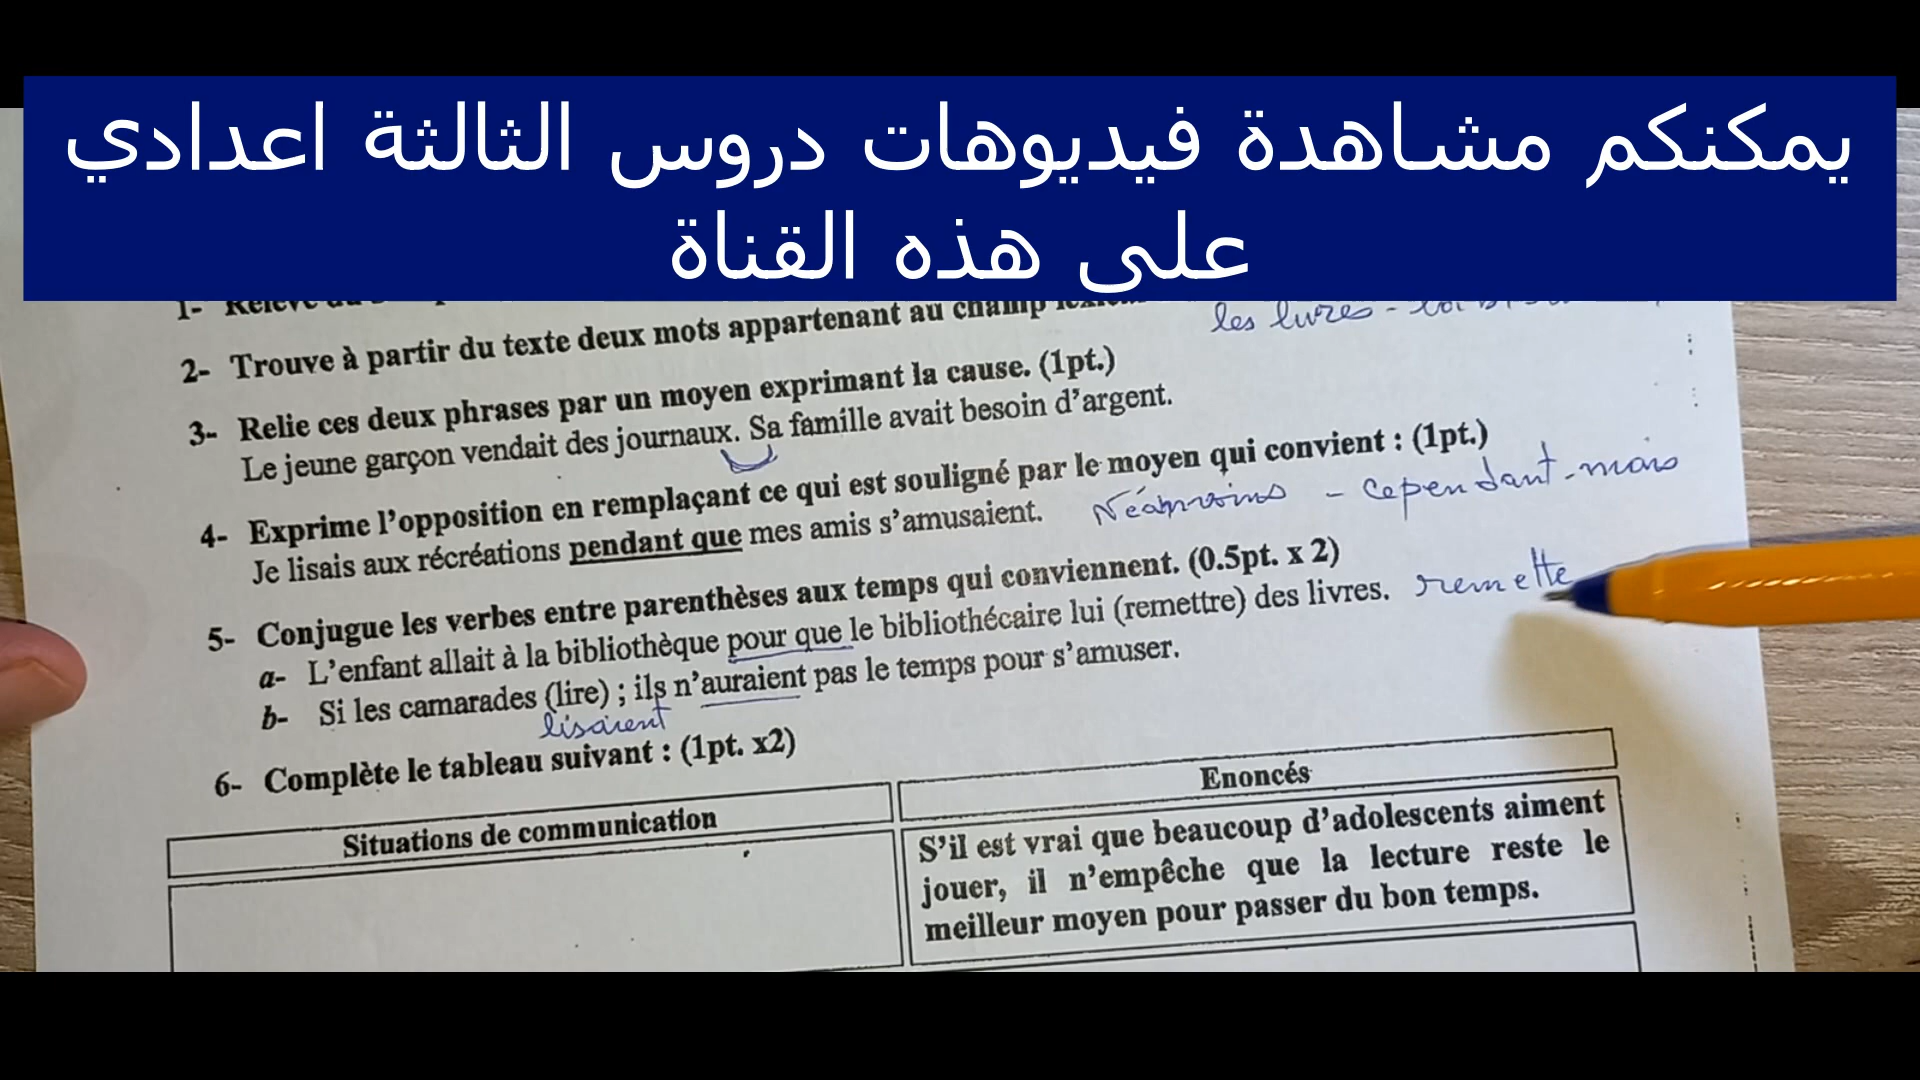 يمكنكم مشاهدة فيديوهات دروس الثالثة اعدادي
على هذه القناة
les livres -
2- Trouve à partir du texte deux mots appartenant au champ
3- Relie ces deux phrases par un moyen exprimant la cause. (1pt.)
Le jeune garçon vendait des journaux. Sa famille avait besoin d'argent.
4- Exprime l'opposition en remplaçant ce qui est souligné par le moyen qui convient : (1pt.)
Je lisais aux récréations pendant que mes amis s'amusaient. Néanmoins - cependant - mais
5- Conjugue les verbes entre parenthèses aux temps qui conviennent. (0.5pt. x 2)
a- L'enfant allait à la bibliothèque pour que le bibliothécaire lui (remettre) des livres. remette
b- Si les camarades (lire) ; ils n'auraient pas le temps pour s'amuser.
lisaient
6- Complète le tableau suivant : (1pt. x2)
Situations de communication
Enoncés
S'il est vrai que beaucoup d'adolescents aiment
jouer, il n'empêche que la lecture reste le
meilleur moyen pour passer du bon temps.